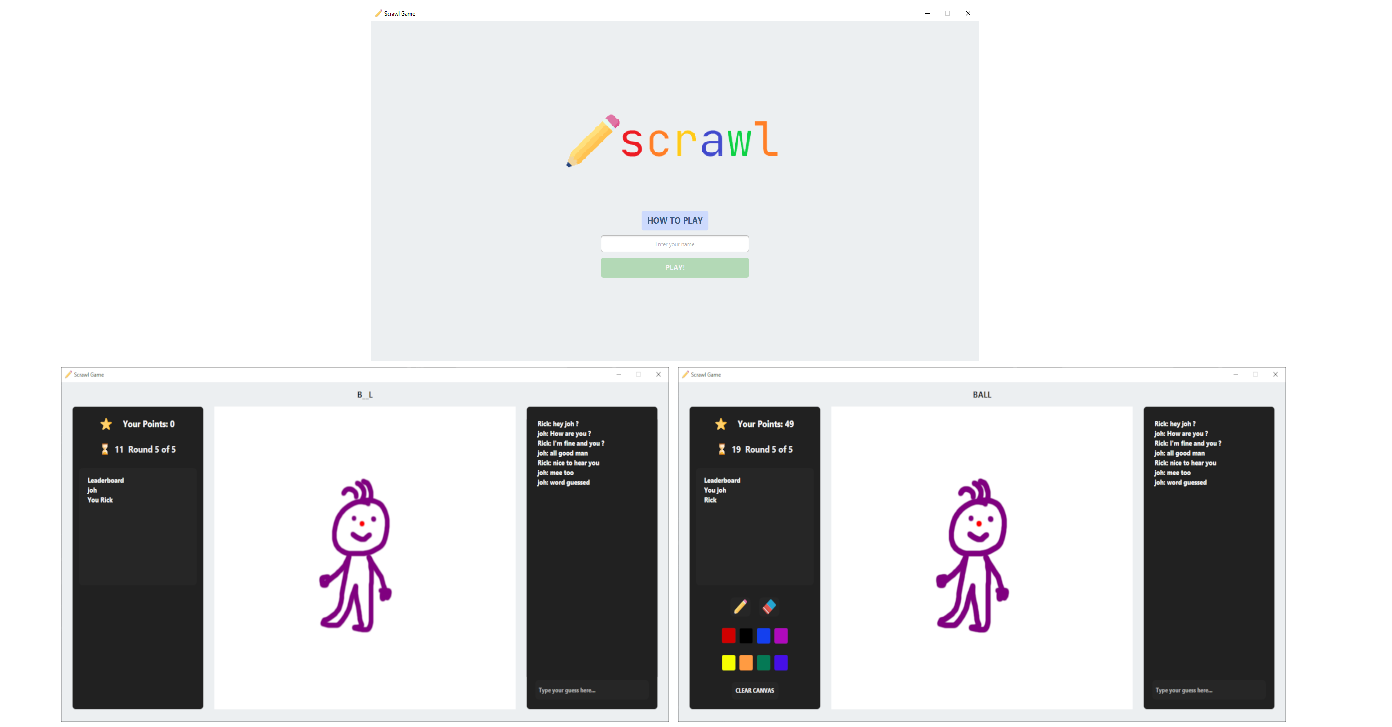 Scrawl Game
scrawl
HOW TO PLAY
Enter your name
PLAY!
Scrawl Game
B__L
Your Points: 0
11 Round 5 of 5
Leaderboard
joh
You Rick
Rick: hey joh ?
joh: How are you ?
Rick: I'm fine and you ?
joh: all good man
Rick: nice to hear you
joh: mee too
joh: word guessed
Type your guess here...
Scrawl Game
BALL
Your Points: 49
19 Round 5 of 5
Leaderboard
You joh
Rick
CLEAR CANVAS
Rick: hey joh ?
joh: How are you ?
Rick: I'm fine and you ?
joh: all good man
Rick: nice to hear you
joh: mee too
joh: word guessed
Type your guess here...